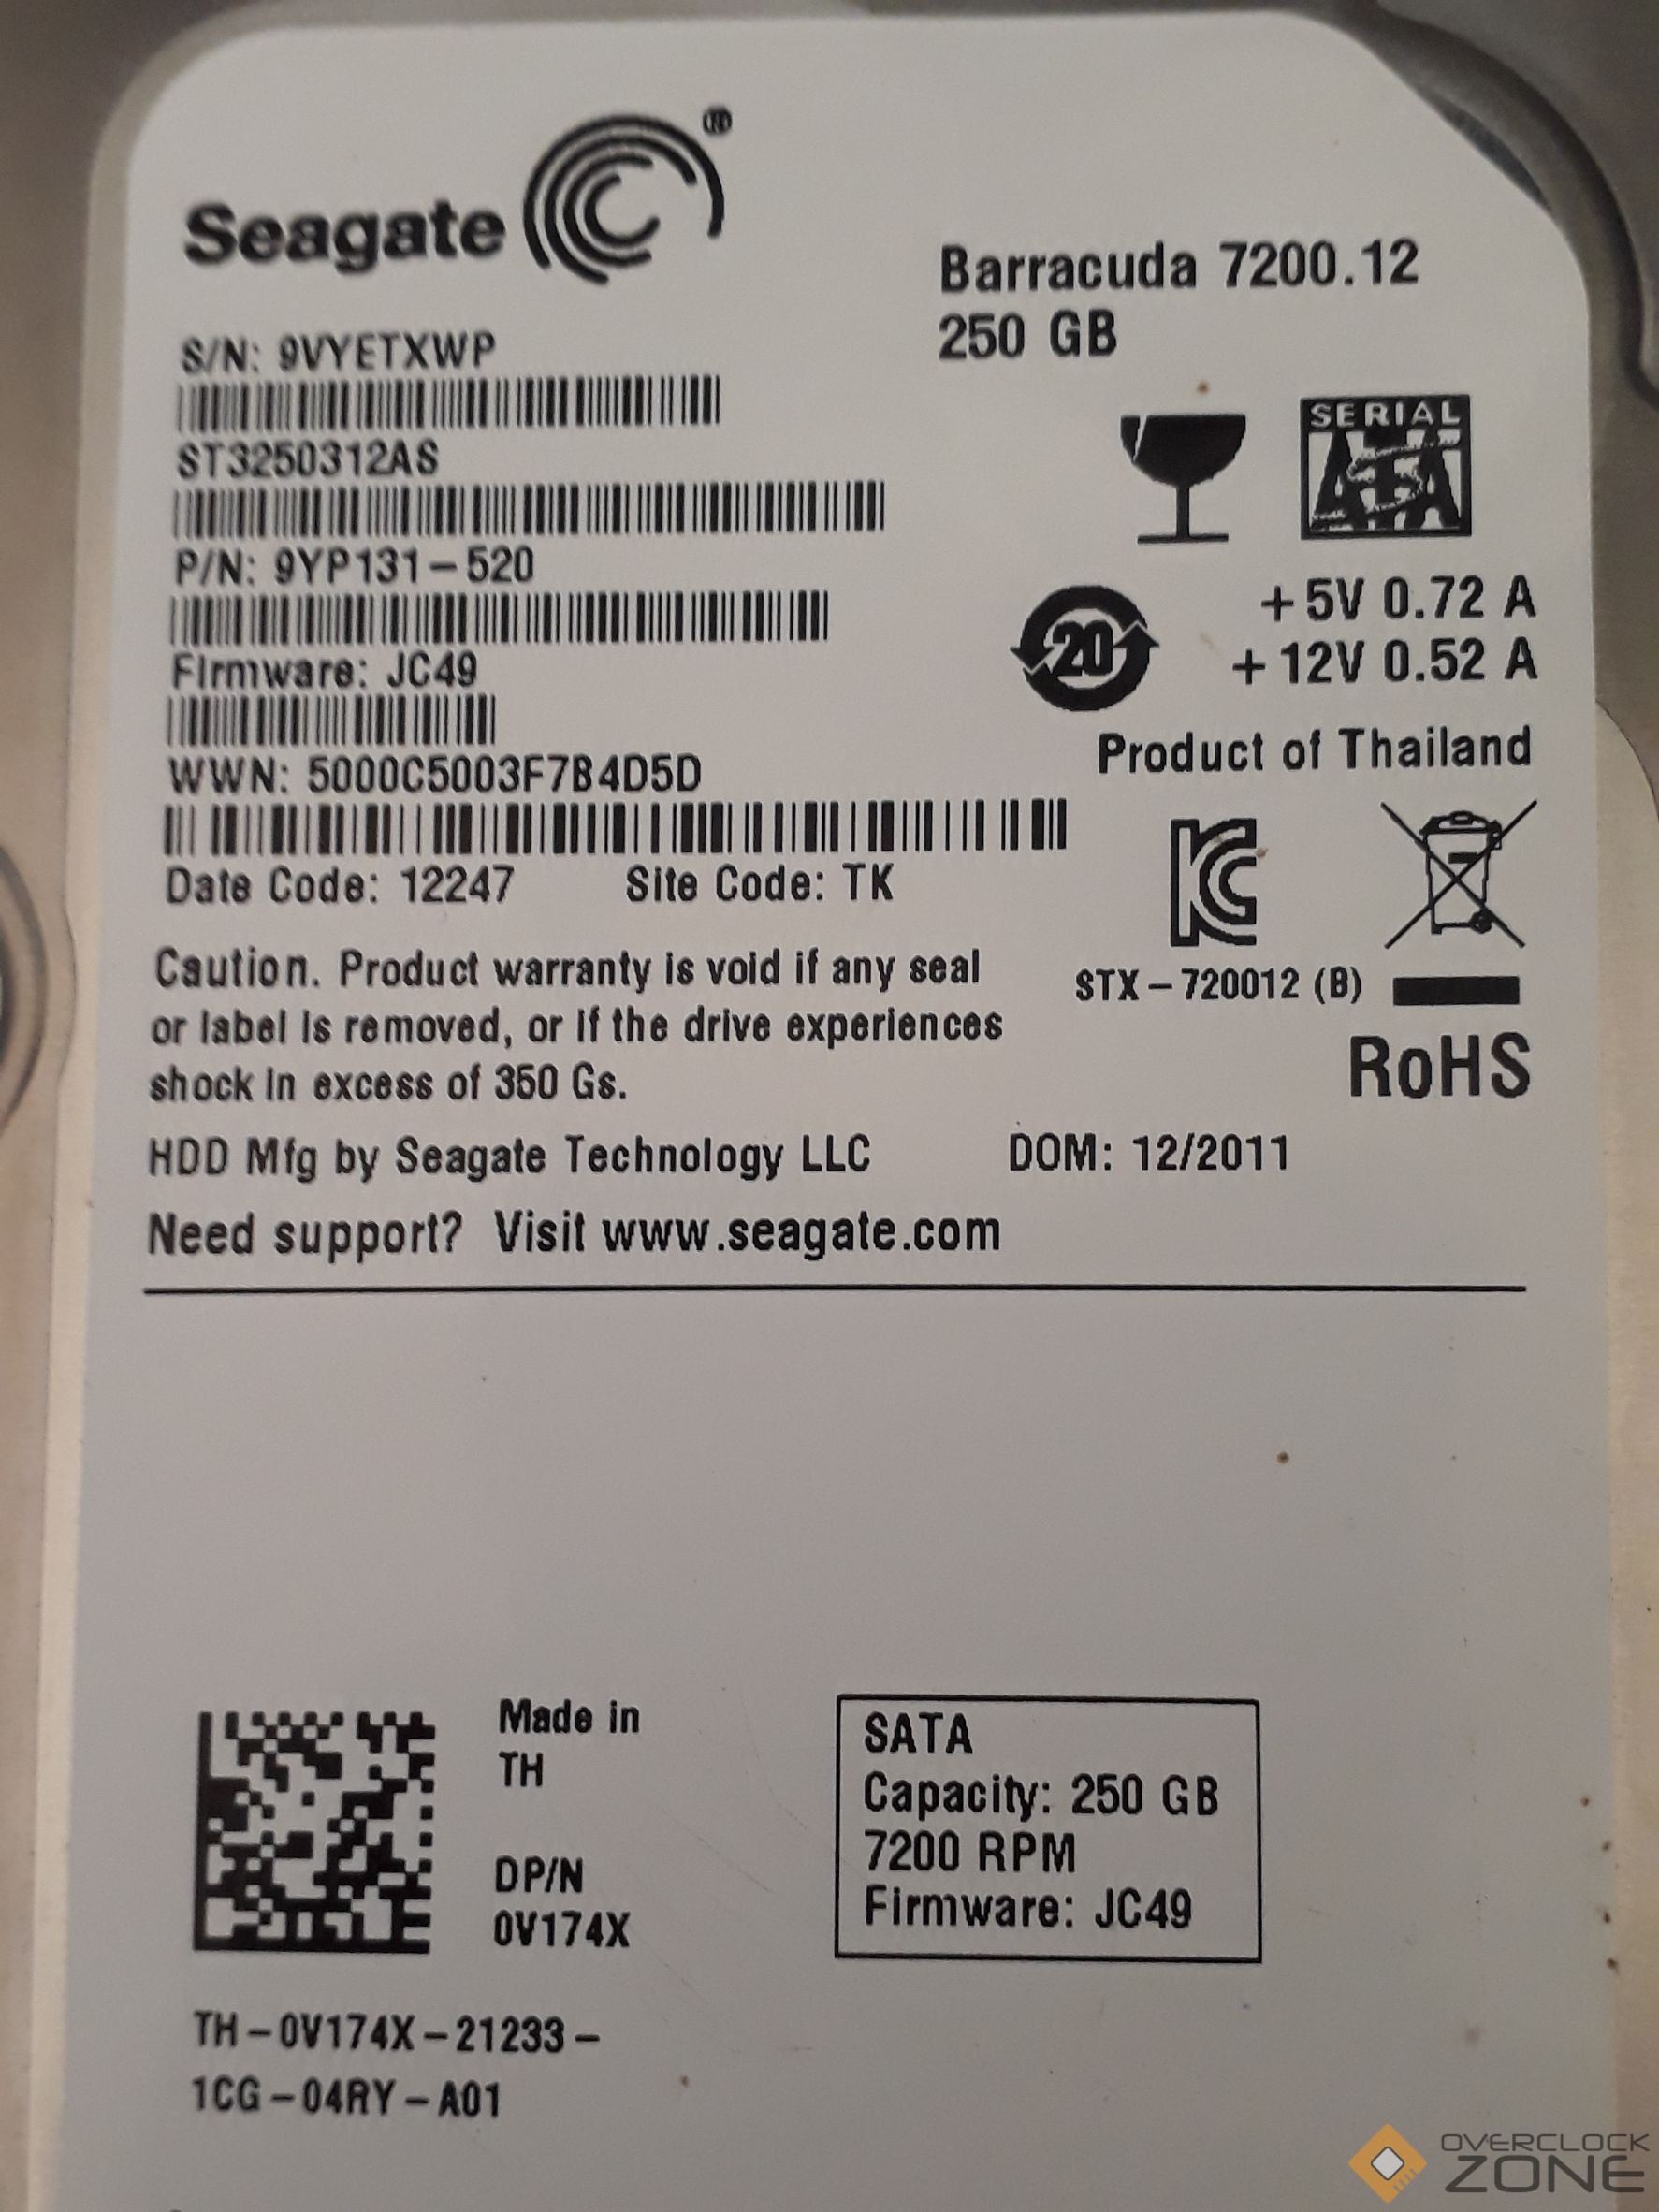 Seagate®
Barracuda 7200.12
250 GB
S/N: 9VYETXWP
ST3250312AS
P/N: 9YP131-520
Firmware: JC49
WWN: 5000C5003F7B4D5D
Date Code: 12247 Site Code: TK
SERIAL
ATA
20
+5V 0.72 A
+12V 0.52 A
Product of Thailand
STX-720012 (B)
RoHS
Caution. Product warranty is void if any seal
or label is removed, or if the drive experiences
shock in excess of 350 Gs.
HDD Mfg by Seagate Technology LLC DOM: 12/2011
Need support? Visit www.seagate.com
Made in
TH
DP/N
0V174X
SATA
Capacity: 250 GB
7200 RPM
Firmware: JC49
TH-0V174X-21233-
1CG-04RY-A01
OVERCLOCK
ZONE